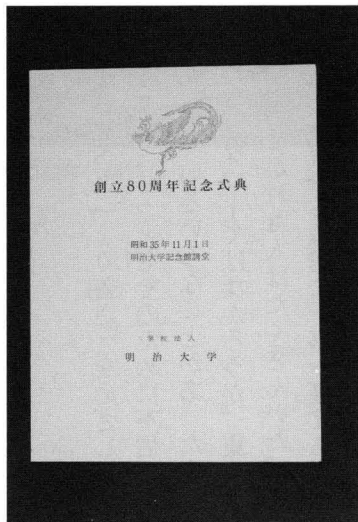 創立80周年記念式典
昭和35年11月1日
明治大学記念館講堂
学校法人
明治大学